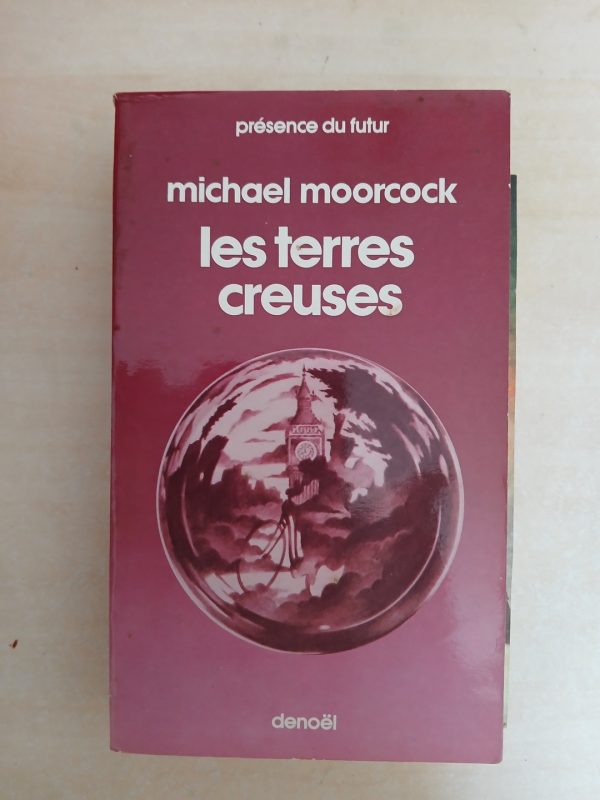 présence du futur
michael moorcock
les terres
creuses
denoël